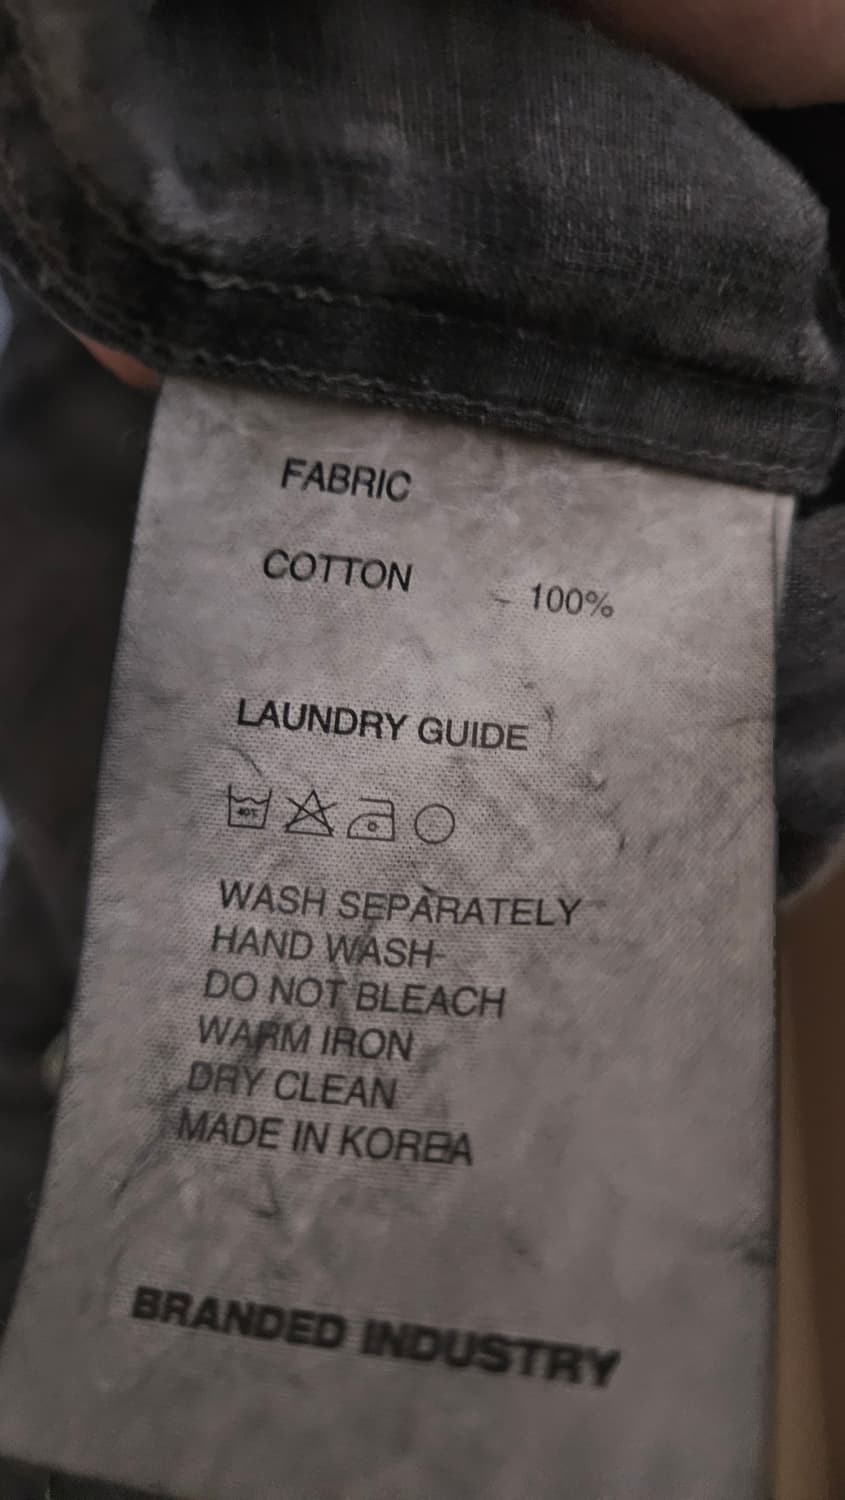 FABRIC
COTTON - 100%
LAUNDRY GUIDE
40℃
WASH SEPARATELY
HAND WASH
DO NOT BLEACH
WARM IRON
DRY CLEAN
MADE IN KOREA
BRANDED INDUSTRY